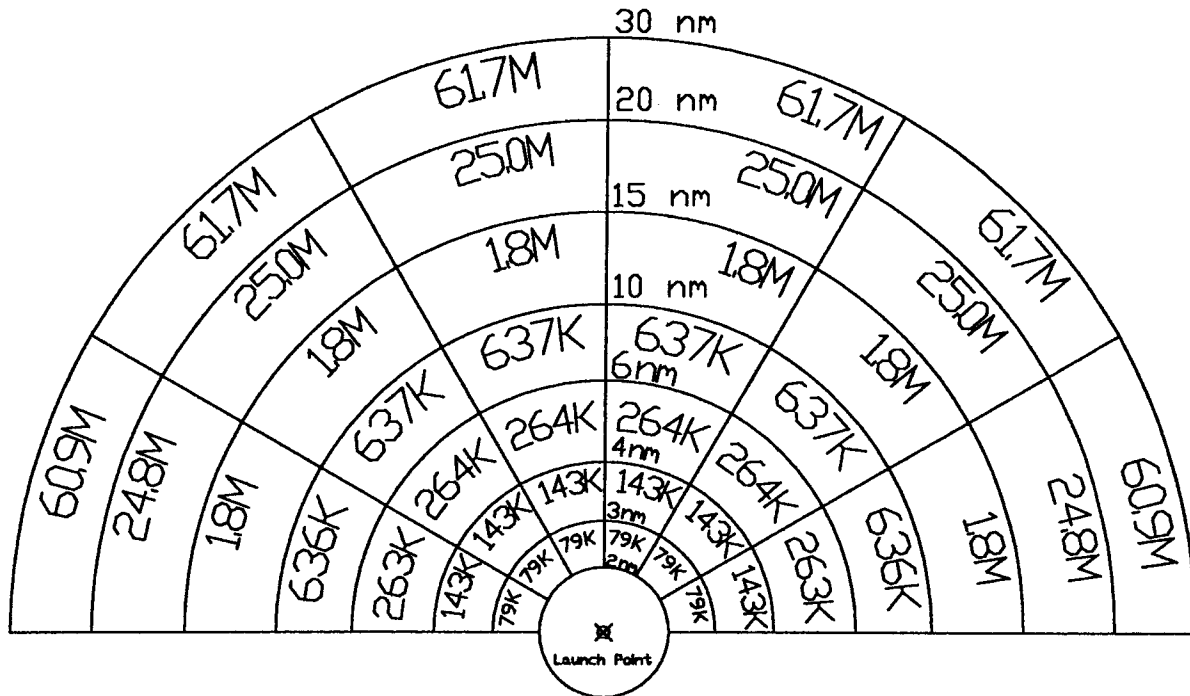 30 nm
61.7M
61.7M
20 nm
61.7M
61.7M
60.9M
60.9M
25.0M
25.0M
15 nm
25.0M
25.0M
24.8M
24.8M
1.8M
1.8M
10 nm
1.8M
1.8M
1.8M
1.8M
637K
637K
6nm
637K
637K
636K
636K
264K
264K
4nm
264K
264K
263K
263K
143K
143K
3nm
143K
143K
143K
143K
79K
79K
2nm
79K
79K
79K
79K
Launch Point